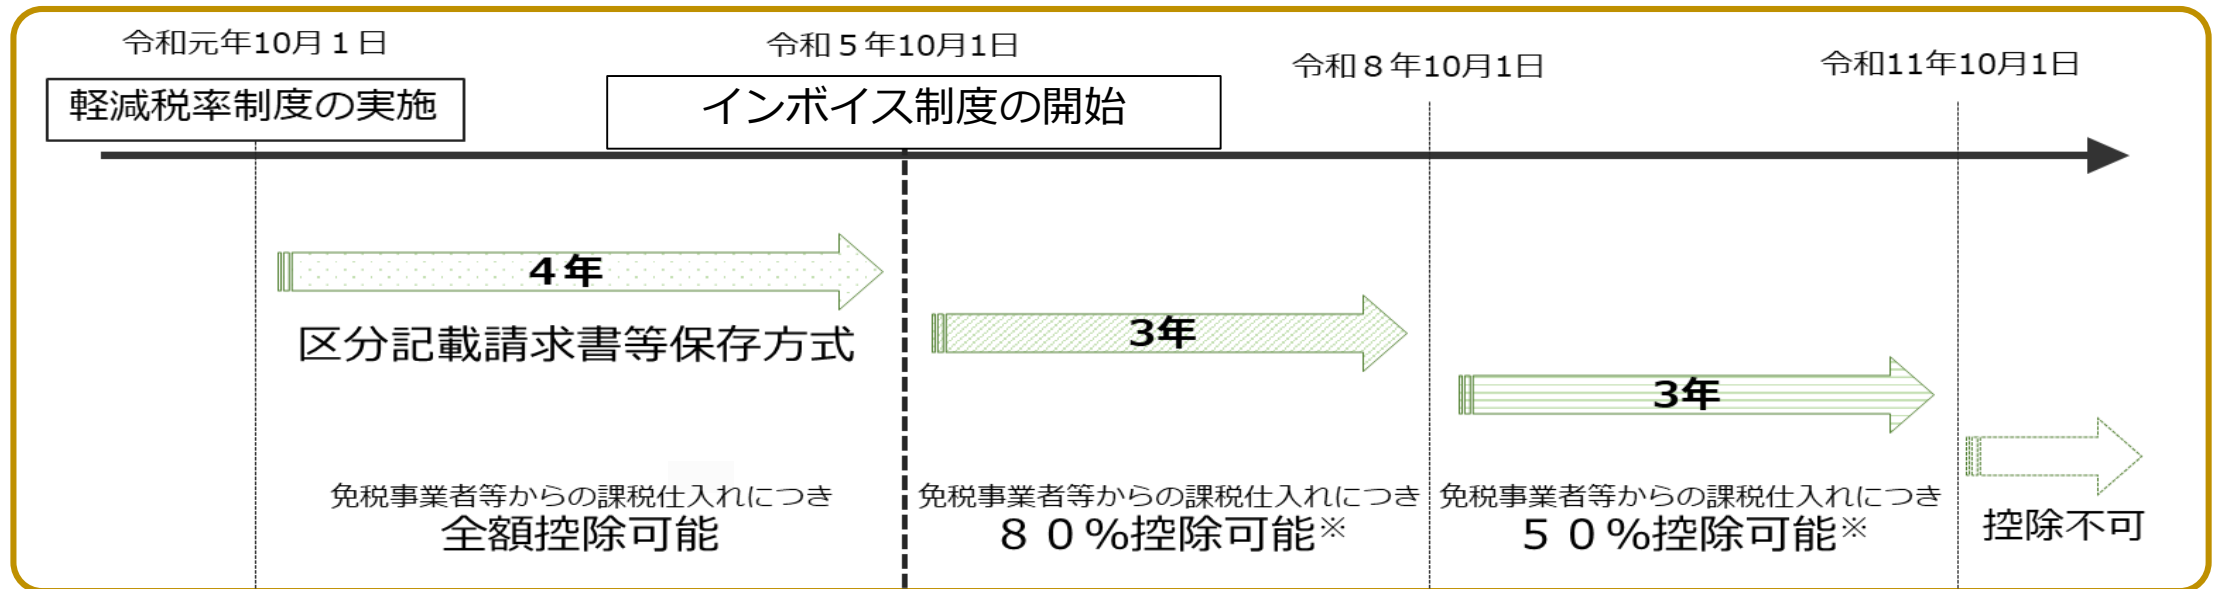 令和元年10月１日
令和５年10月1日
令和８年10月1日
令和11年10月1日
軽減税率制度の実施
インボイス制度の開始
４年
区分記載請求書等保存方式
3年
3年
免税事業者等からの課税仕入れにつき
全額控除可能
免税事業者等からの課税仕入れにつき
８０%控除可能※
免税事業者等からの課税仕入れにつき
５０%控除可能※
控除不可